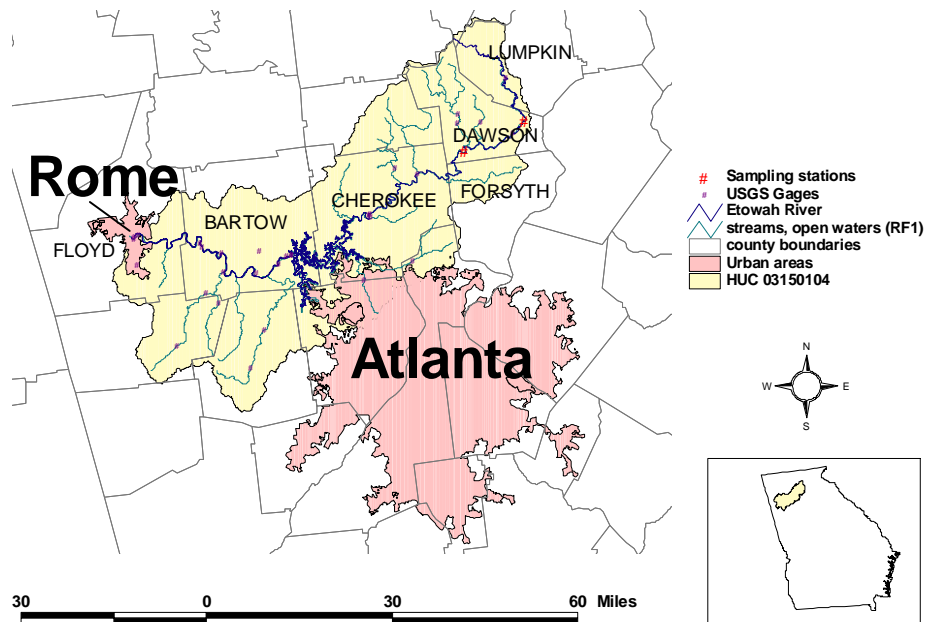 LUMPKIN
DAWSON
Rome
FORSYTH
CHEROKEE
BARTOW
FLOYD
Atlanta
# Sampling stations
# USGS Gages
Etowah River
streams, open waters (RF1)
county boundaries
Urban areas
HUC 03150104
N
W E
S
30 0 30 60 Miles